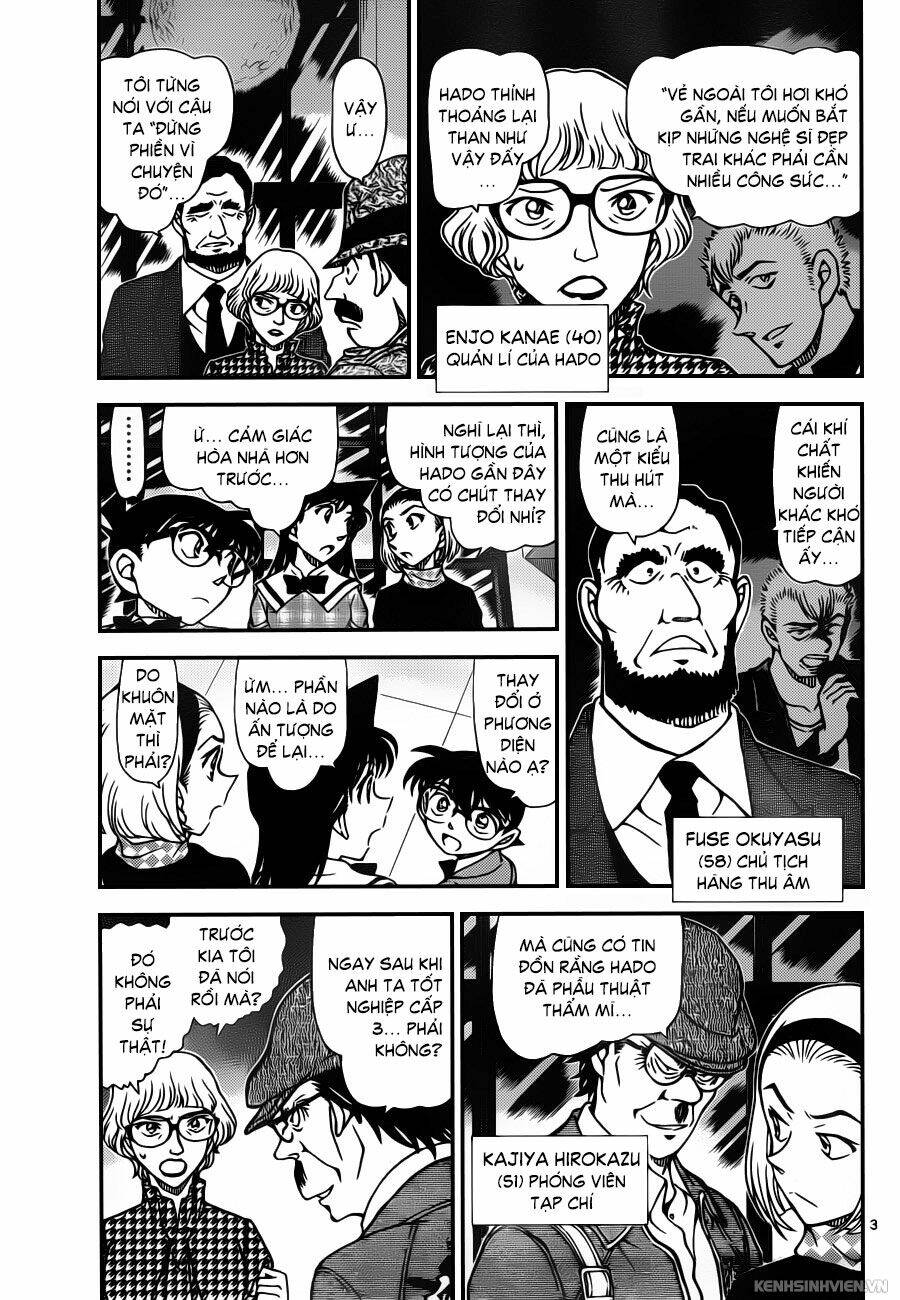 "VẺ NGOÀI TÔI HƠI KHÓ
GẦN, NẾU MUỐN BẮT
KỊP NHỮNG NGHỆ SĨ ĐẸP
TRAI KHÁC PHẢI CẦN
NHIỀU CÔNG SỨC..."
HADO THỈNH
THOẢNG LẠI
THAN NHƯ
VẬY ĐẤY
...
ENJO KANAE (40)
QUẢN LÍ CỦA HADO
VẬY
Ư...
TÔI TỪNG
NÓI VỚI CẬU
TA "ĐỪNG
PHIỀN VÌ
CHUYỆN
ĐÓ"...
CÁI KHÍ
CHẤT
KHIẾN
NGƯỜI
KHÁC KHÓ
TIẾP CẬN
ẤY...
CŨNG LÀ
MỘT KIỂU
THU HÚT
MÀ...
FUSE OKUYASU
(58) CHỦ TỊCH
HÃNG THU ÂM
NGHĨ LẠI THÌ,
HÌNH TƯỢNG CỦA
HADO GẦN ĐÂY
CÓ CHÚT THAY
ĐỔI NHỈ?
Ừ... CẢM GIÁC
HÒA NHÃ HƠN
TRƯỚC...
.........
THAY
ĐỔI Ở
PHƯƠNG
DIỆN
NÀO Ạ?
ỪM... PHẦN
NÀO LÀ DO
ẤN TƯỢNG
ĐỂ LẠI...
DO
KHUÔN
MẶT
THÌ
PHẢI?
MÀ CŨNG CÓ TIN
ĐỒN RẰNG HADO
ĐÃ PHẪU THUẬT
THẨM MĨ...
KAJIYA HIROKAZU
(51) PHÓNG VIÊN
TẠP CHÍ
NGAY SAU KHI
ANH TA TỐT
NGHIỆP CẤP
3... PHẢI
KHÔNG?
TRƯỚC
KIA TÔI
ĐÃ NÓI
RỒI MÀ?
ĐÓ
KHÔNG
PHẢI
SỰ
THẬT!
3
KENHSINHVIEN.VN